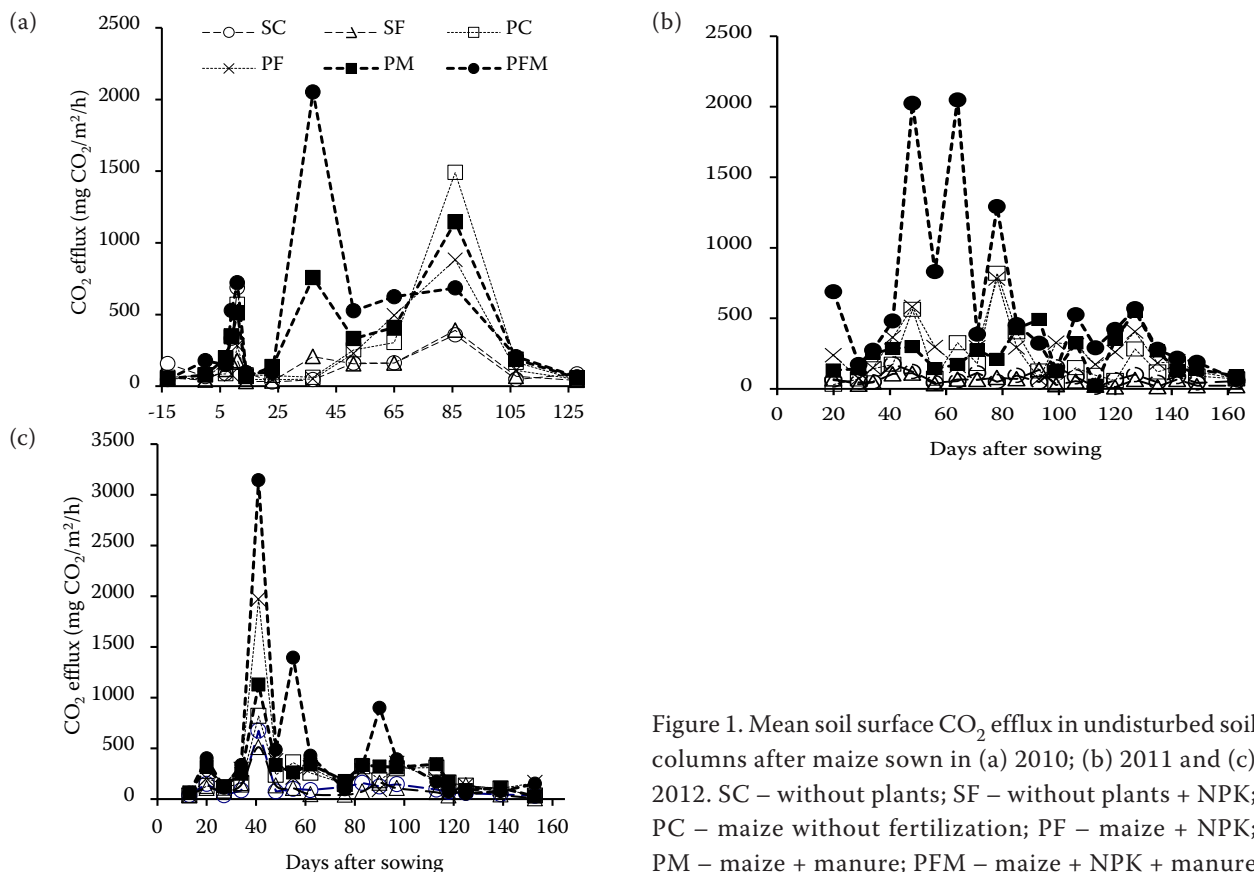 (a)
2500
2000
1500
1000
500
0
CO2 efflux (mg CO2/m2/h)
SC SF PC
PF PM PFM
-15 5 25 45 65 85 105 125
(b)
2500
2000
1500
1000
500
0
0 20 40 60 80 100 120 140 160
Days after sowing
(c)
3500
3000
2500
2000
1500
1000
500
0
CO2 efflux (mg CO2/m2/h)
0 20 40 60 80 100 120 140 160
Days after sowing
Figure 1. Mean soil surface CO2 efflux in undisturbed soil
columns after maize sown in (a) 2010; (b) 2011 and (c)
2012. SC – without plants; SF – without plants + NPK;
PC – maize without fertilization; PF – maize + NPK;
PM – maize + manure; PFM – maize + NPK + manure